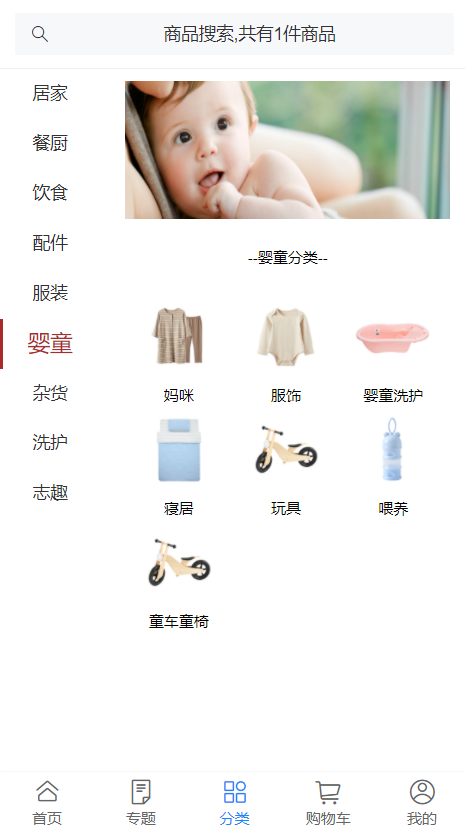 商品搜索,共有1件商品
居家
餐厨
饮食
配件
服装
婴童
杂货
洗护
志趣
--婴童分类--
妈咪
服饰
婴童洗护
寝居
玩具
喂养
童车童椅
首页
专题
分类
购物车
我的